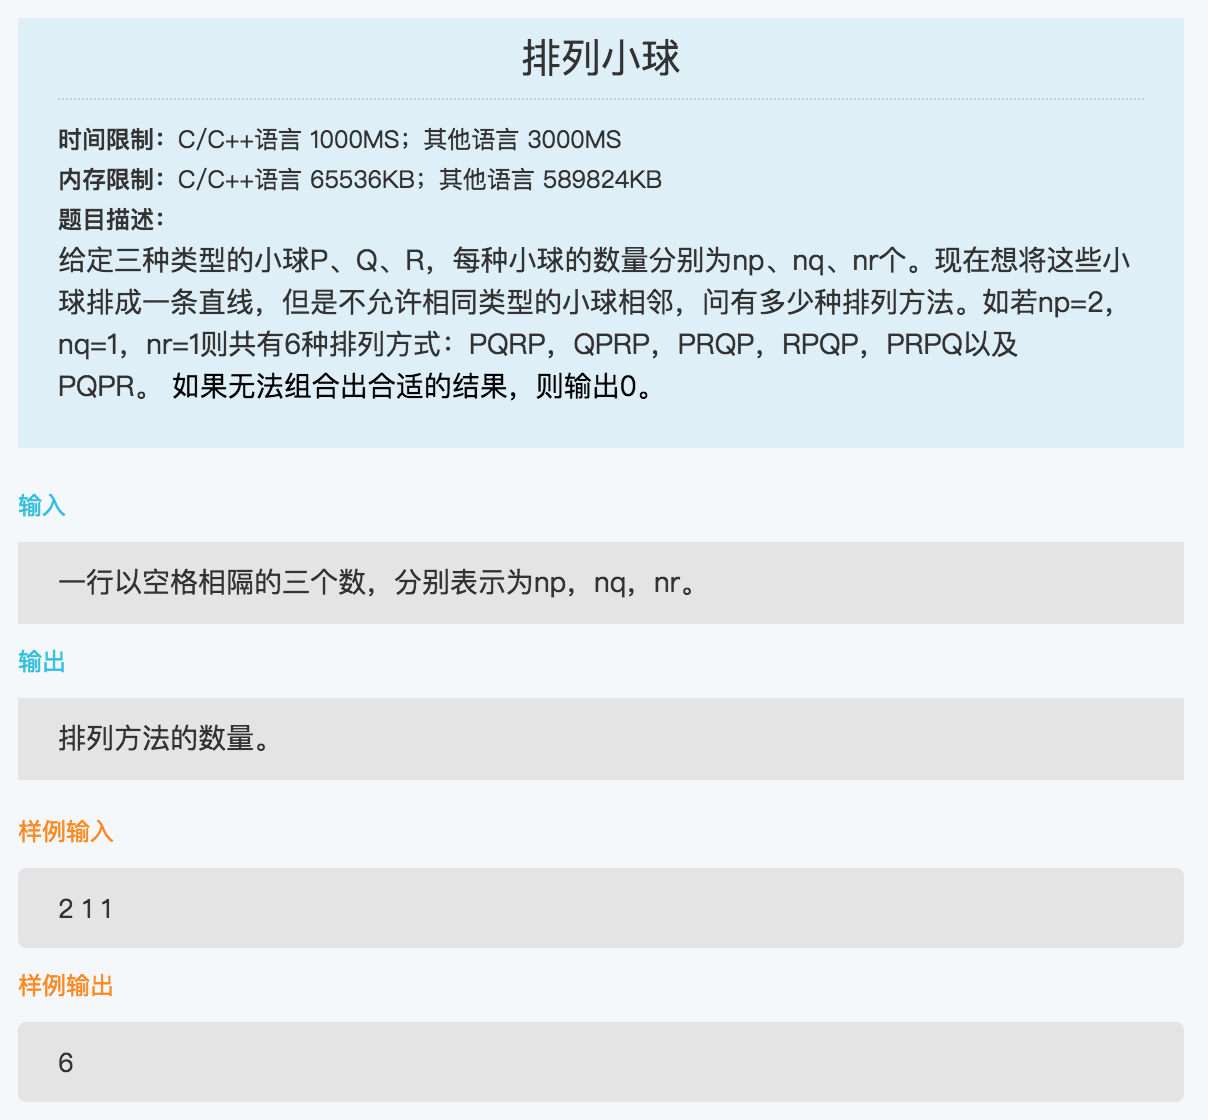 排列小球
时间限制：C/C++语言 1000MS；其他语言 3000MS
内存限制：C/C++语言 65536KB；其他语言 589824KB
题目描述：
给定三种类型的小球P、Q、R，每种小球的数量分别为np、nq、nr个。现在想将这些小
球排成一条直线，但是不允许相同类型的小球相邻，问有多少种排列方法。如若np=2，
nq=1，nr=1则共有6种排列方式：PQRP，QPRP，PRQP，RPQP，PRPQ以及
PQPR。 如果无法组合出合适的结果，则输出0。
输入
一行以空格相隔的三个数，分别表示为np，nq，nr。
输出
排列方法的数量。
样例输入
2 1 1
样例输出
6